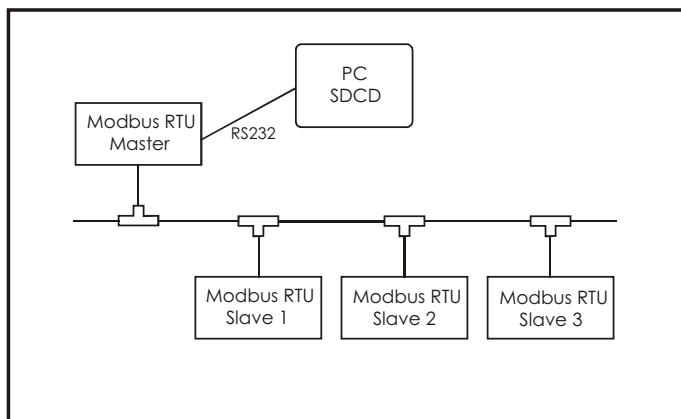 PC
SDCD
Modbus RTU
Master
RS232
Modbus RTU
Slave 1
Modbus RTU
Slave 2
Modbus RTU
Slave 3